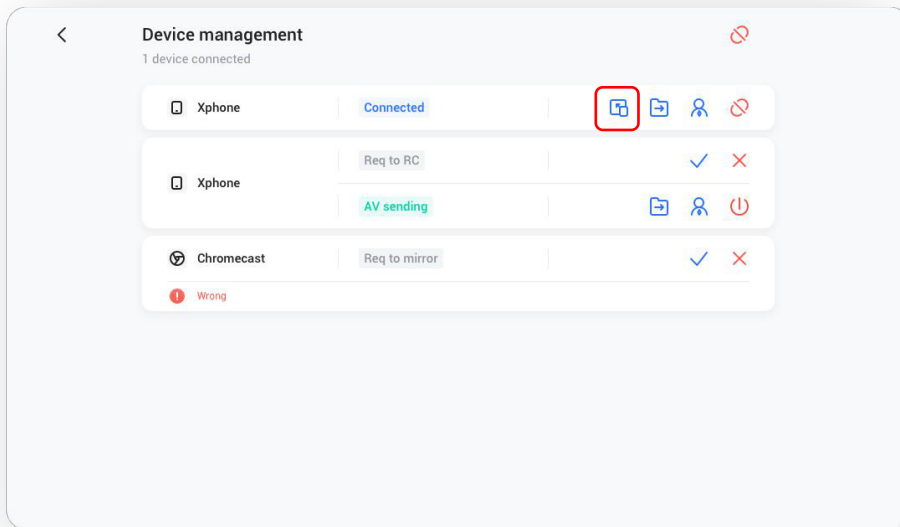 Device management
1 device connected
Xphone Connected
Req to RC
Xphone
AV sending
Chromecast Req to mirror
Wrong